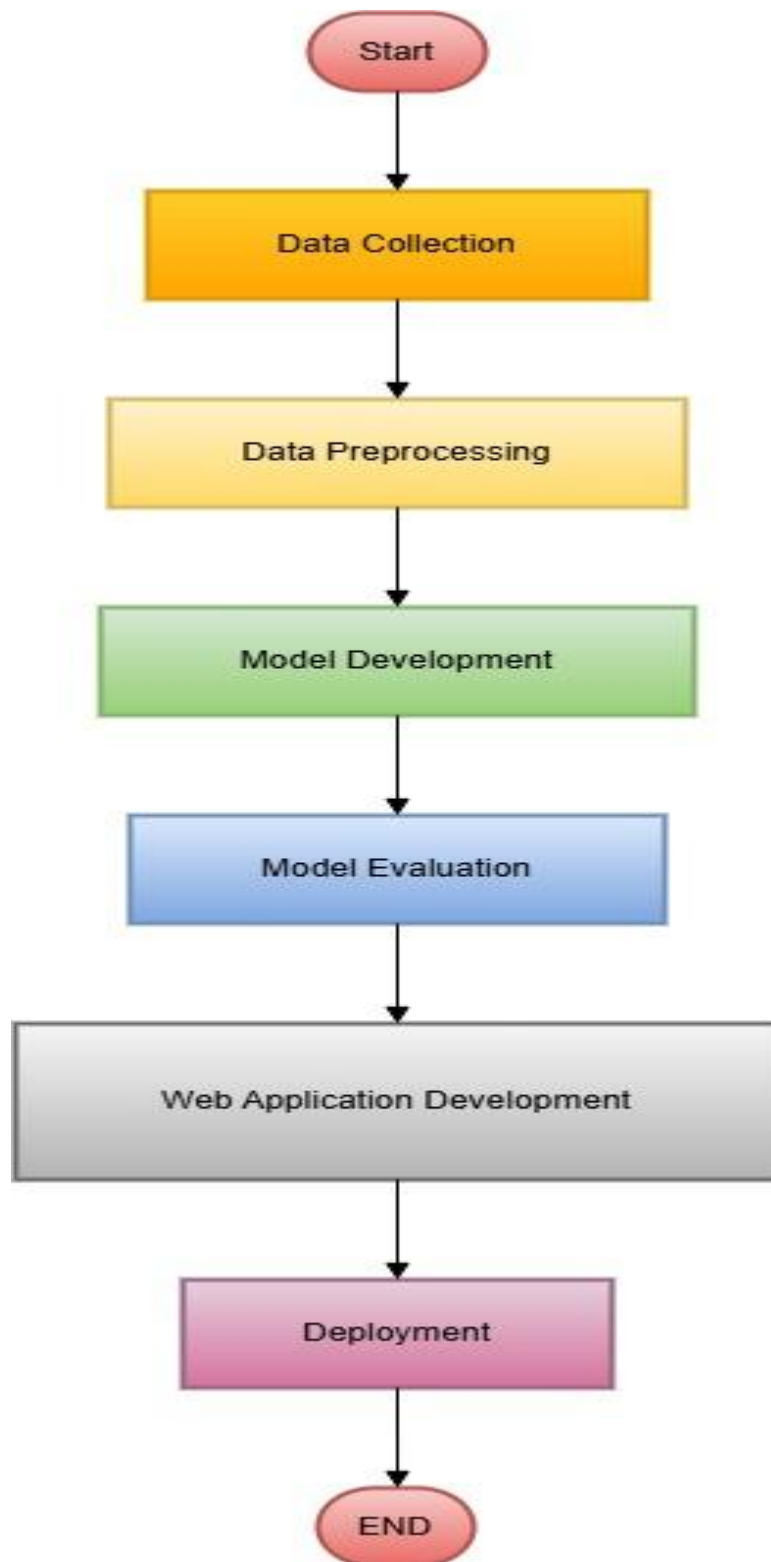 Start
Data Collection
Data Preprocessing
Model Development
Model Evaluation
Web Application Development
Deployment
END